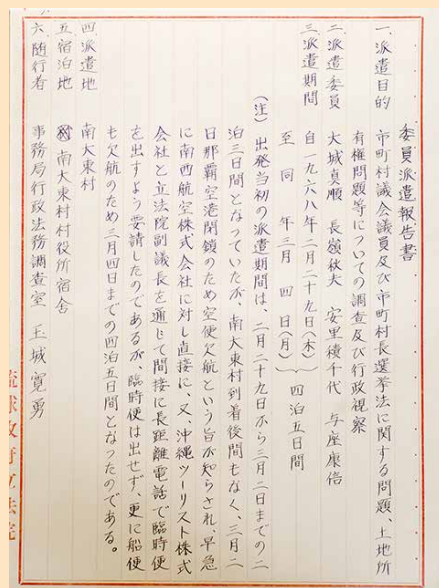 委員派遣報告書
一派遣目的　市町村議会議員及び市町村長選挙法に関する問題、土地所
有権問題等についての調査及び行政視察
二派遣委員　大城真順　長嶺秋夫　安里積千代　与座康信
三派遣期間　自一九六八年二月二十九日(木)
至　同　年三月　四　日(月)　四泊五日間
(注)　出発当初の派遣期間は、二月二十九日から三月二日までの二
泊三日間となっていたが、南大東村到着後間もなく、三月二
日那覇空港閉鎖のため空便欠航という旨が知らされ、早急
に南西航空株式会社に対し直接に、又、沖縄ツーリスト株式
会社と立法院副議長を通じて間接に長距離電話で臨時便
を出すよう要請したのであるが、臨時便は出せず、更に船便
も欠航のため三月四日までの四泊五日間となったのである。
四派遣地　南大東村
五宿泊地　南大東村村役所宿舎
六随行者　事務局行政法務調査室　玉城寛勇
琉球政府立法院